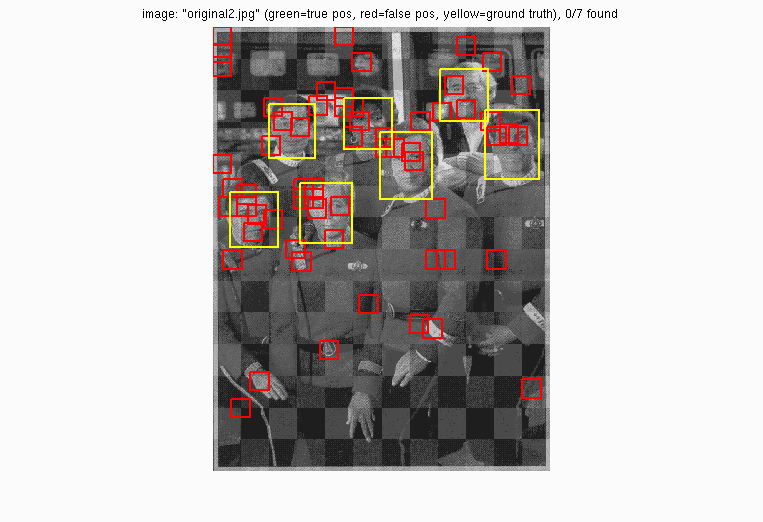 image: "original2.jpg" (green=true pos, red=false pos, yellow=ground truth), 0/7 found